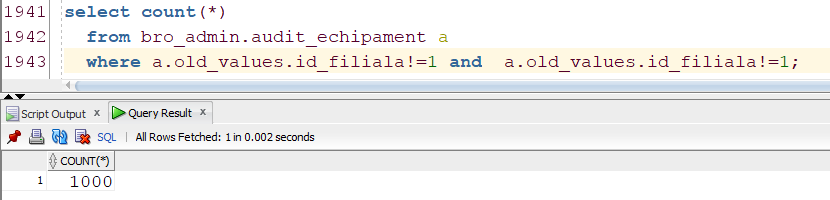 1941 select count(*)
1942 from bro_admin.audit_echipament a
1943 where a.old_values.id_filiala!=1 and  a.old_values.id_filiala!=1;
Script Output x Query Result x
SQL | All Rows Fetched: 1 in 0.002 seconds
COUNT(*)
1 1000